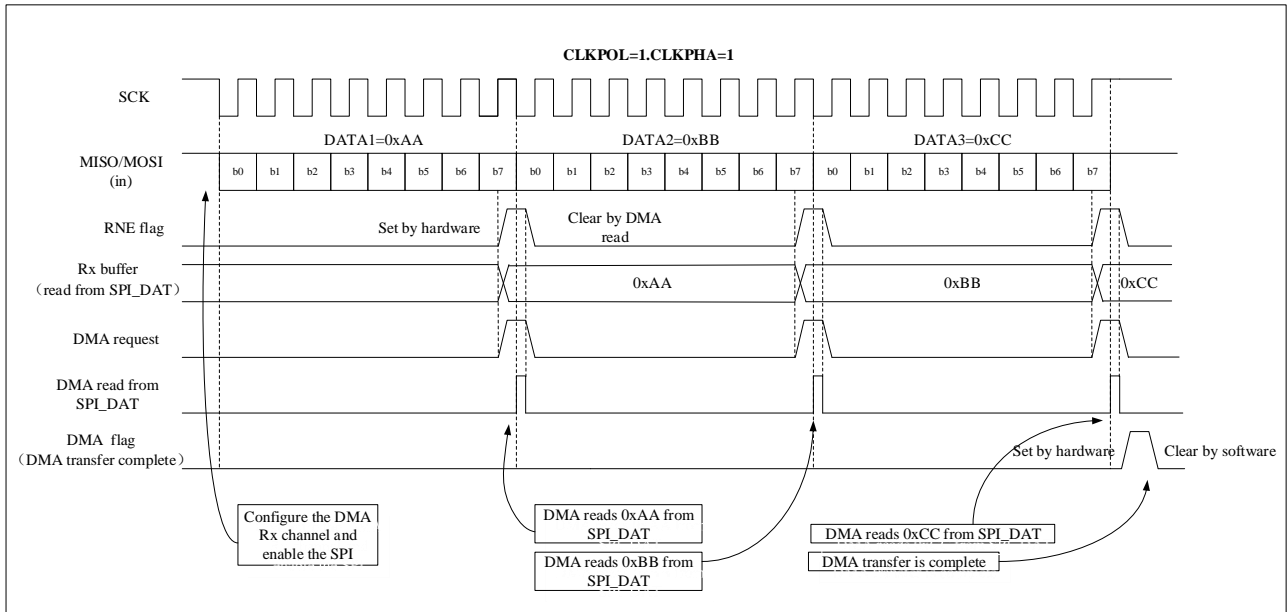 CLKPOL=1.CLKPHA=1
SCK
DATA1=0xAA DATA2=0xBB DATA3=0xCC
MISO/MOSI
(in)
b0 b1 b2 b3 b4 b5 b6 b7 b0 b1 b2 b3 b4 b5 b6 b7 b0 b1 b2 b3 b4 b5 b6 b7
RNE flag
Set by hardware
Clear by DMA
read
Rx buffer
（read from SPI_DAT）
0xAA 0xBB 0xCC
DMA request
DMA read from
SPI_DAT
DMA flag
（DMA transfer complete）
Set by hardware
Clear by software
Configure the DMA
Rx channel and
enable the SPI
DMA reads 0xAA from
SPI_DAT
DMA reads 0xBB from
SPI_DAT
DMA reads 0xCC from SPI_DAT
DMA transfer is complete